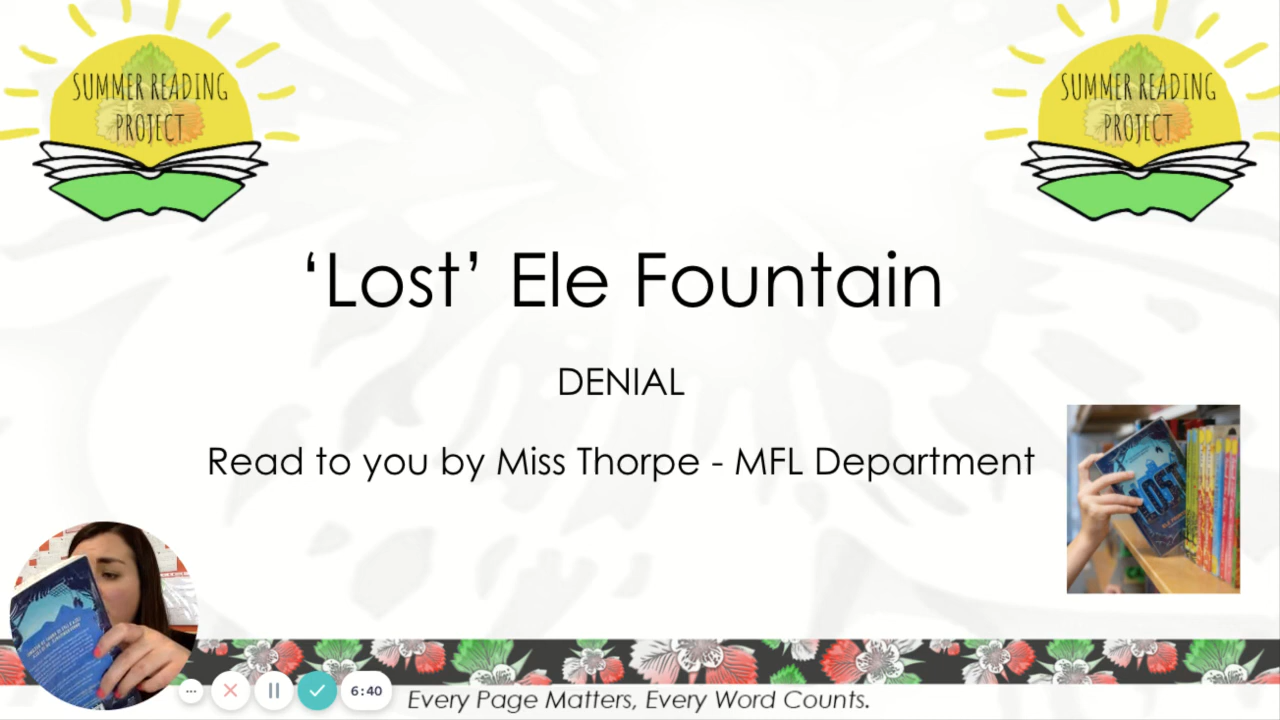 SUMMER READING
PROJECT
SUMMER READING
PROJECT
‘Lost’ Ele Fountain
DENIAL
Read to you by Miss Thorpe - MFL Department
LOST
6:40
Every Page Matters, Every Word Counts.